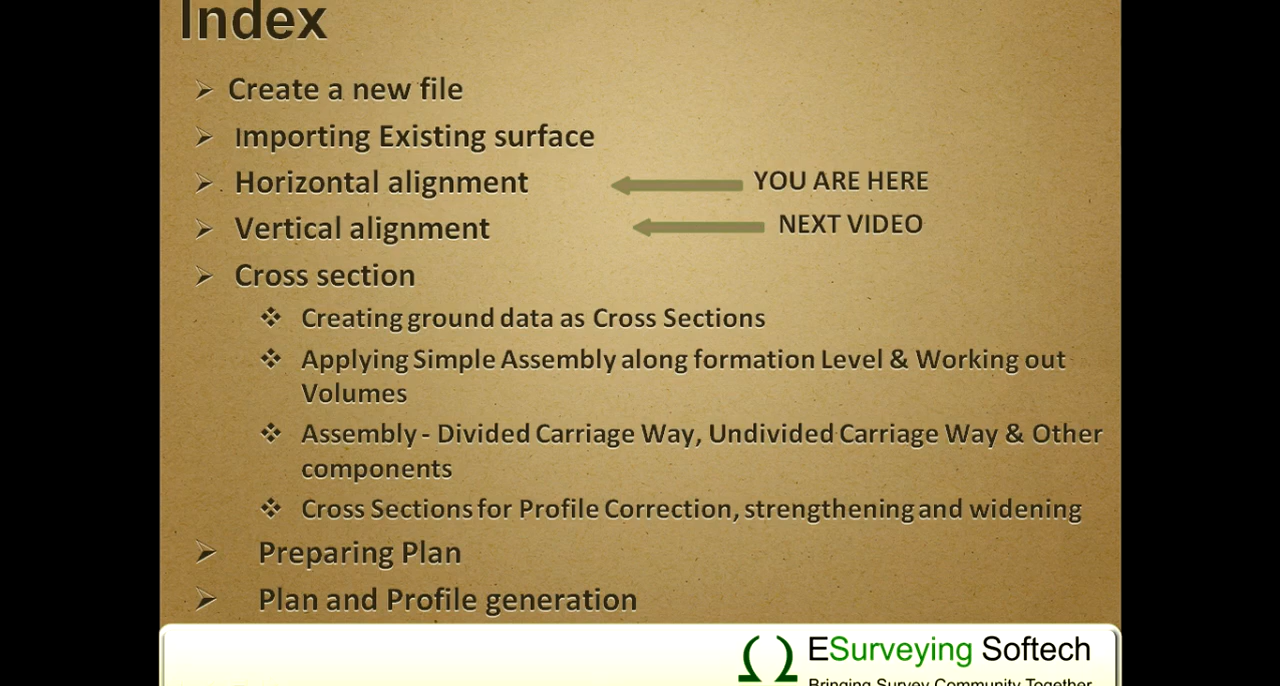 Index
Create a new file
Importing Existing surface
Horizontal alignment
YOU ARE HERE
Vertical alignment
NEXT VIDEO
Cross section
Creating ground data as Cross Sections
Applying Simple Assembly along formation Level & Working out
Volumes
Assembly - Divided Carriage Way, Undivided Carriage Way & Other
components
Cross Sections for Profile Correction, strengthening and widening
Preparing Plan
Plan and Profile generation
ESurveying Softech
Bringing Survey Community Together